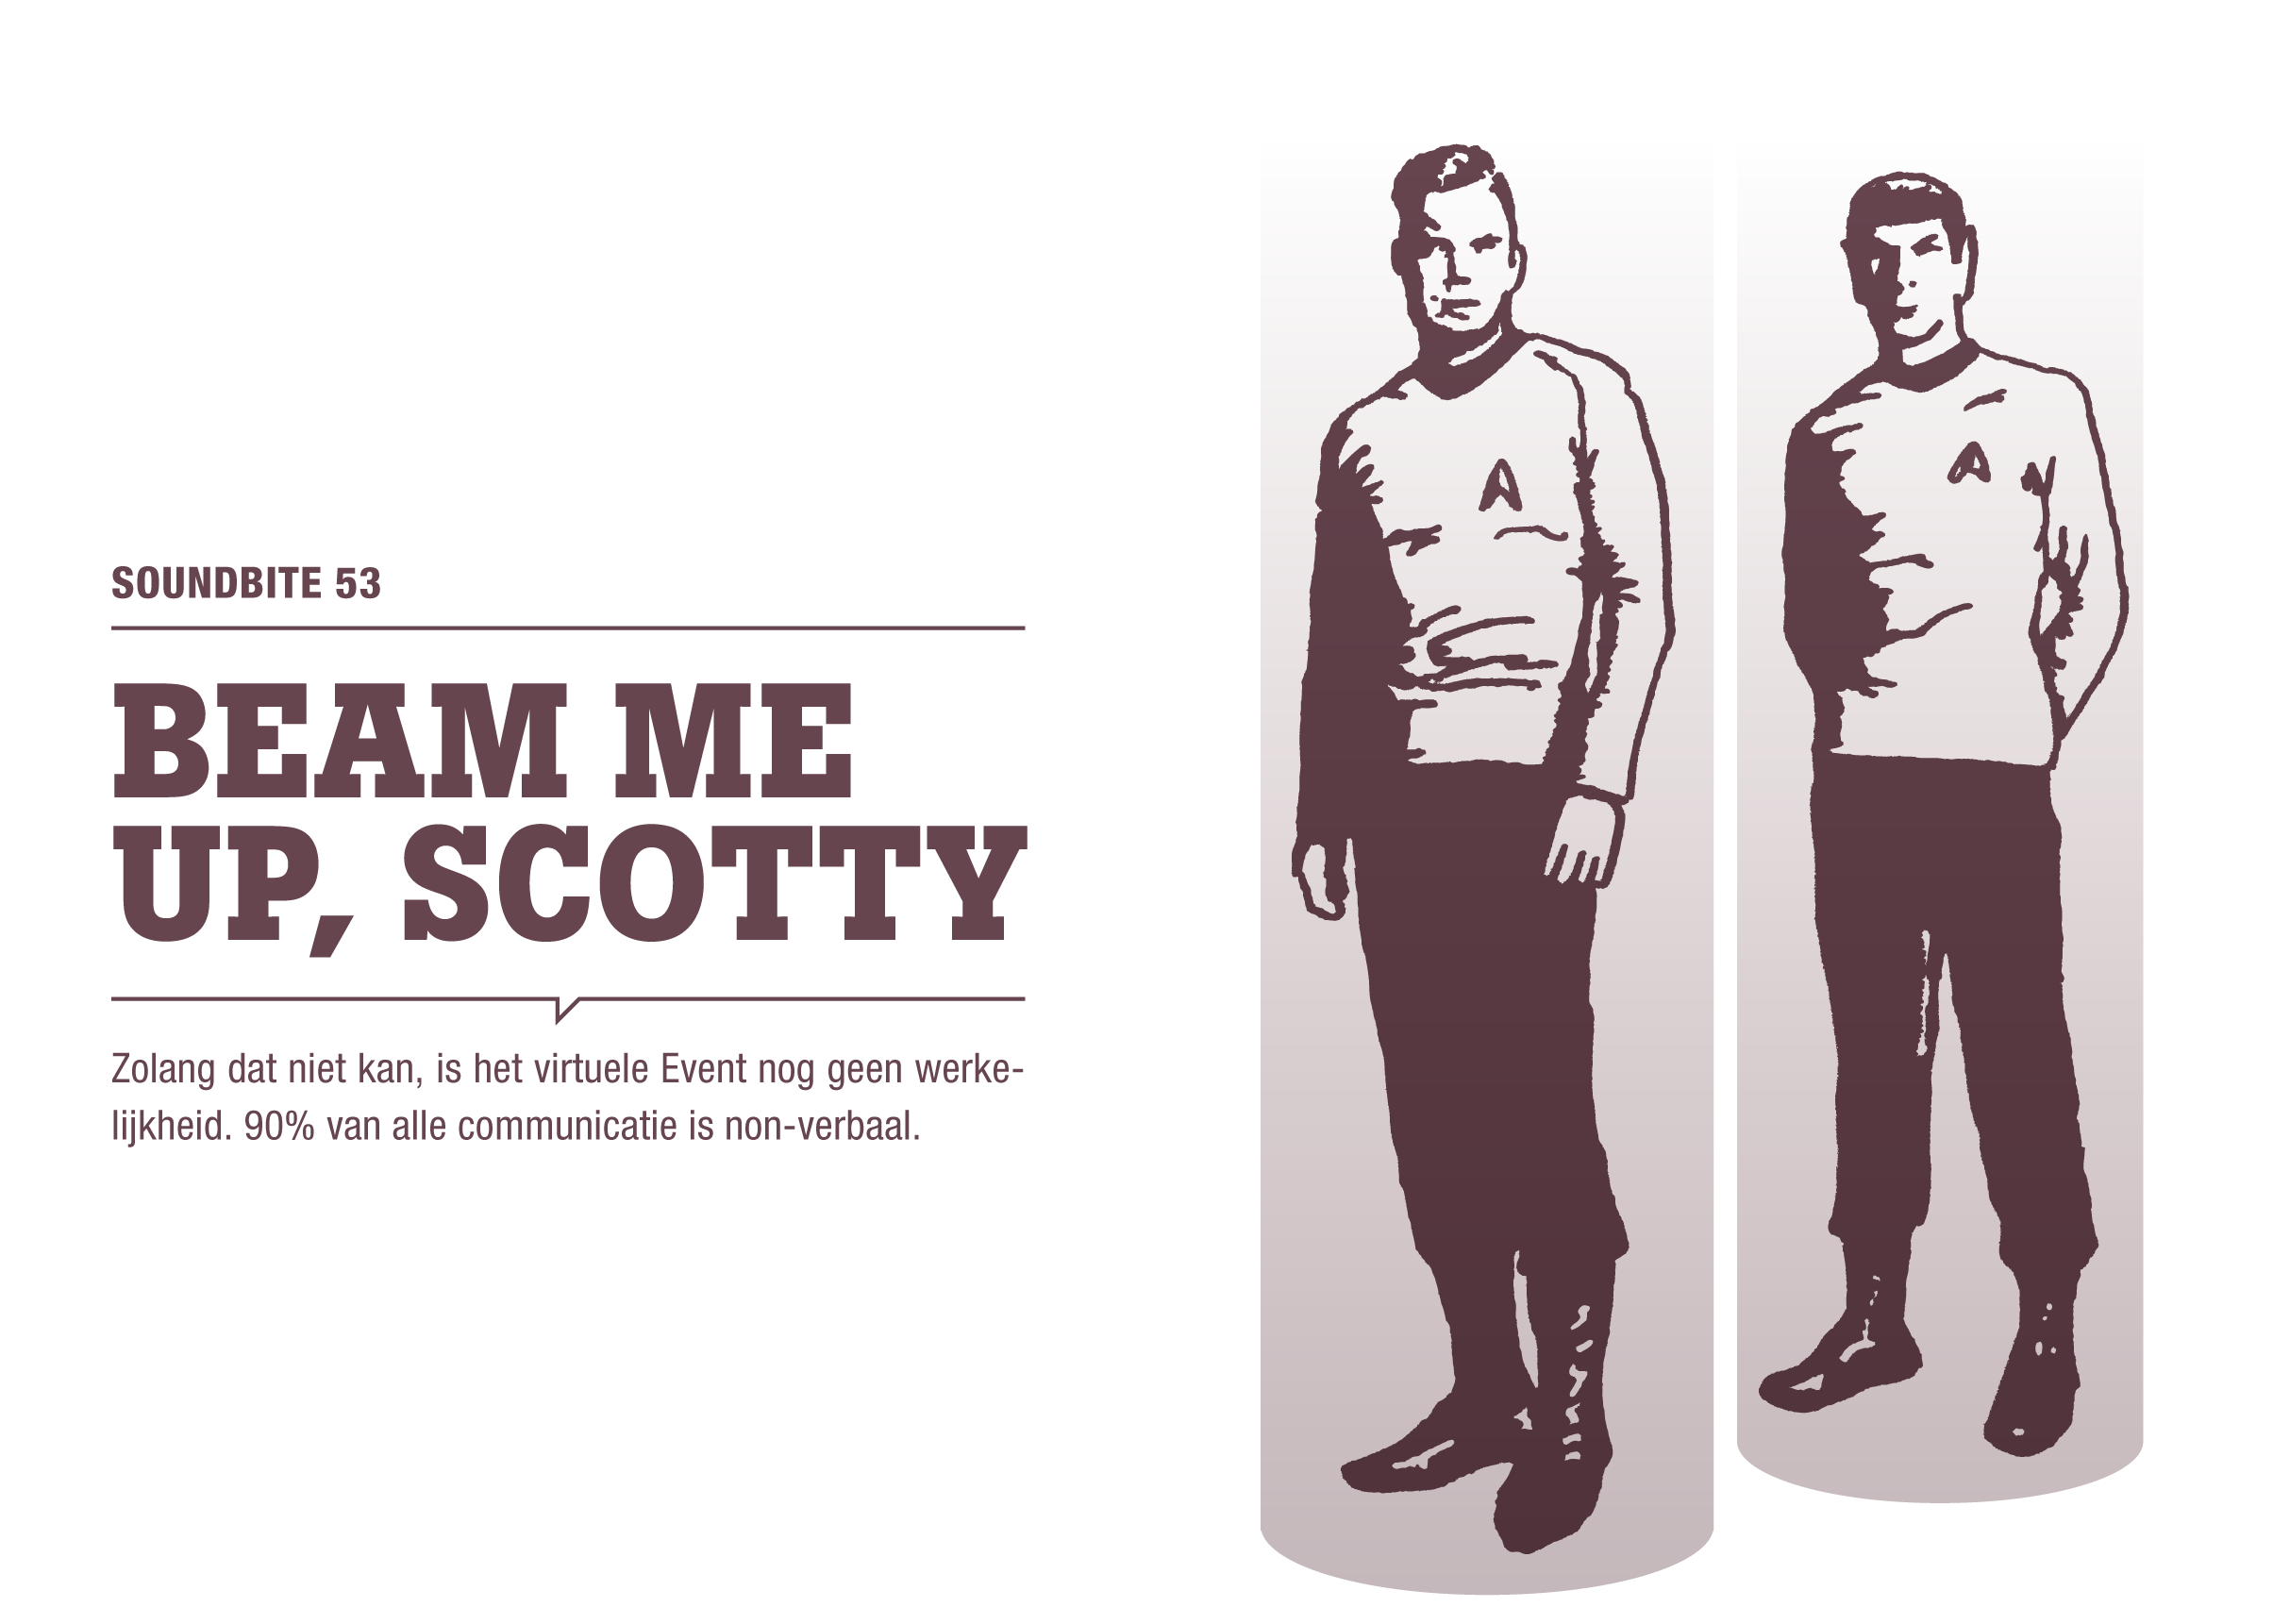 SOUNDBITE 53
BEAM ME
UP, SCOTTY
Zolang dat niet kan, is het virtuele Event nog geen werke-
lijkheid. 90% van alle communicatie is non-verbaal.